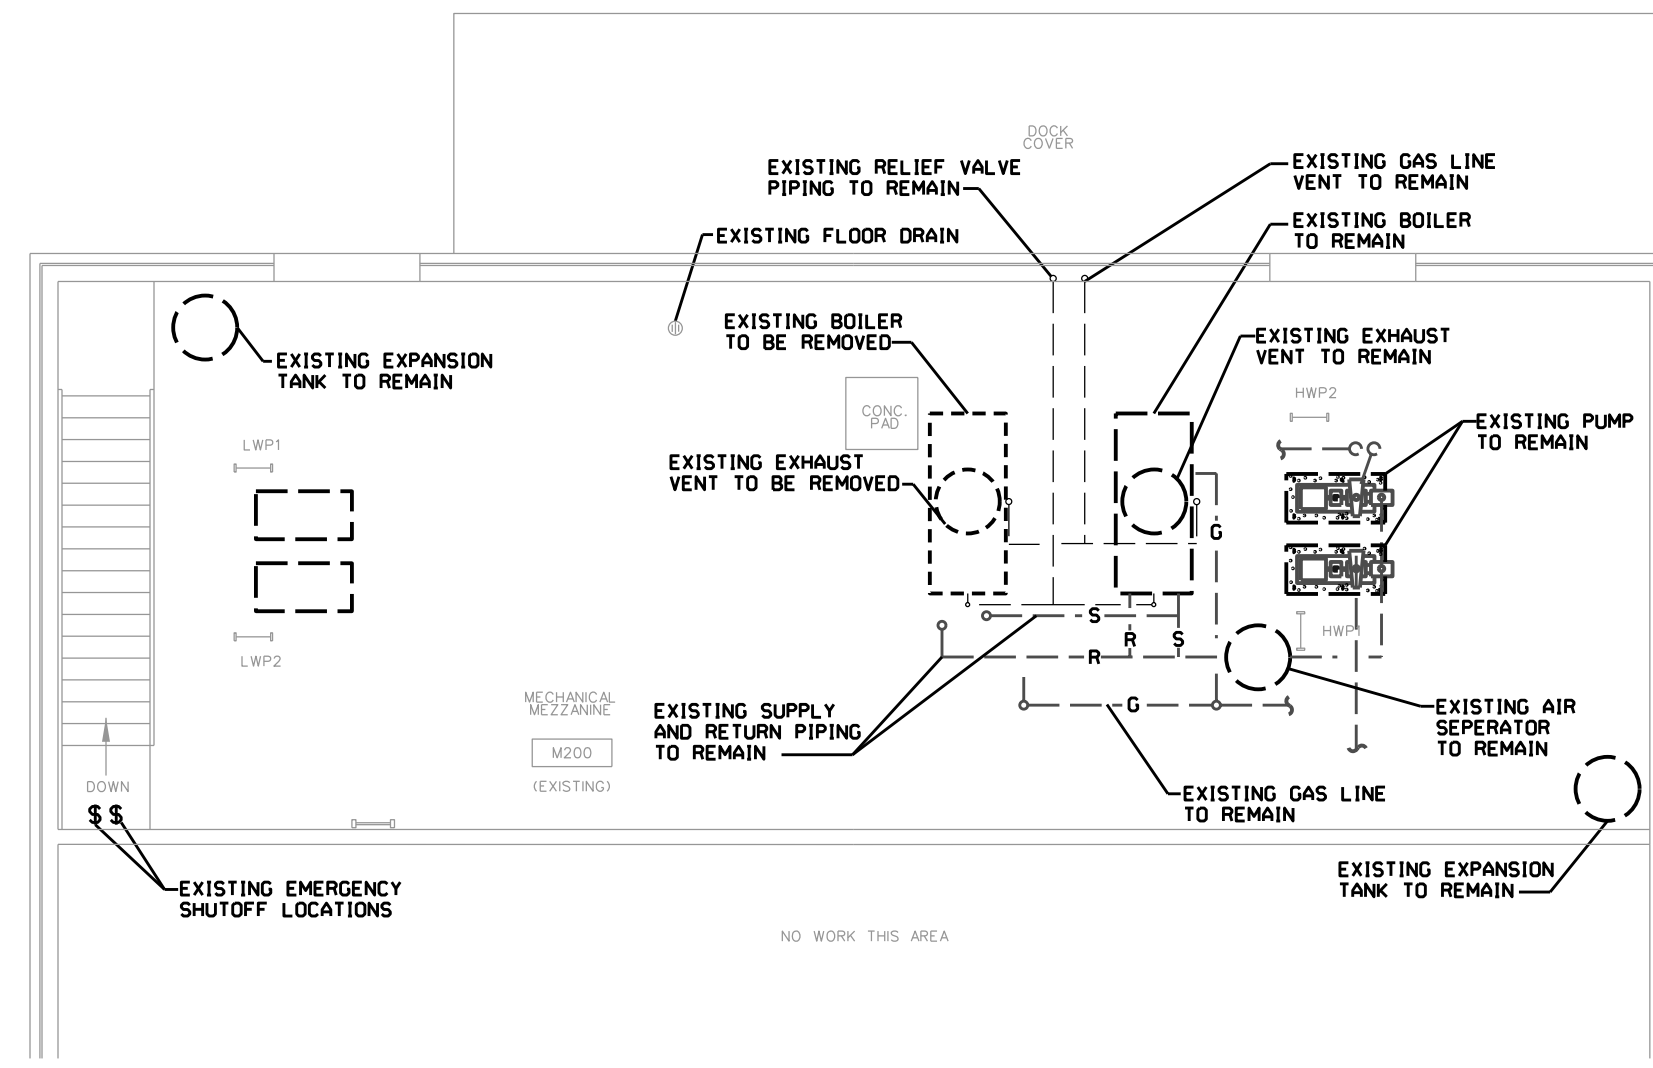 DOCK
COVER
EXISTING RELIEF VALVE
PIPING TO REMAIN
EXISTING GAS LINE
VENT TO REMAIN
EXISTING BOILER
TO REMAIN
EXISTING FLOOR DRAIN
EXISTING BOILER
TO BE REMOVED
EXISTING EXHAUST
VENT TO REMAIN
EXISTING EXPANSION
TANK TO REMAIN
HWP2
CONC.
PAD
EXISTING PUMP
TO REMAIN
LWP1
EXISTING EXHAUST
VENT TO BE REMOVED
G
S
R
S
HWP1
R
LWP2
MECHANICAL
MEZZANINE
M200
(EXISTING)
EXISTING SUPPLY
AND RETURN PIPING
TO REMAIN
G
EXISTING AIR
SEPERATOR
TO REMAIN
DOWN
$ $
EXISTING GAS LINE
TO REMAIN
EXISTING EMERGENCY
SHUTOFF LOCATIONS
EXISTING EXPANSION
TANK TO REMAIN
NO WORK THIS AREA